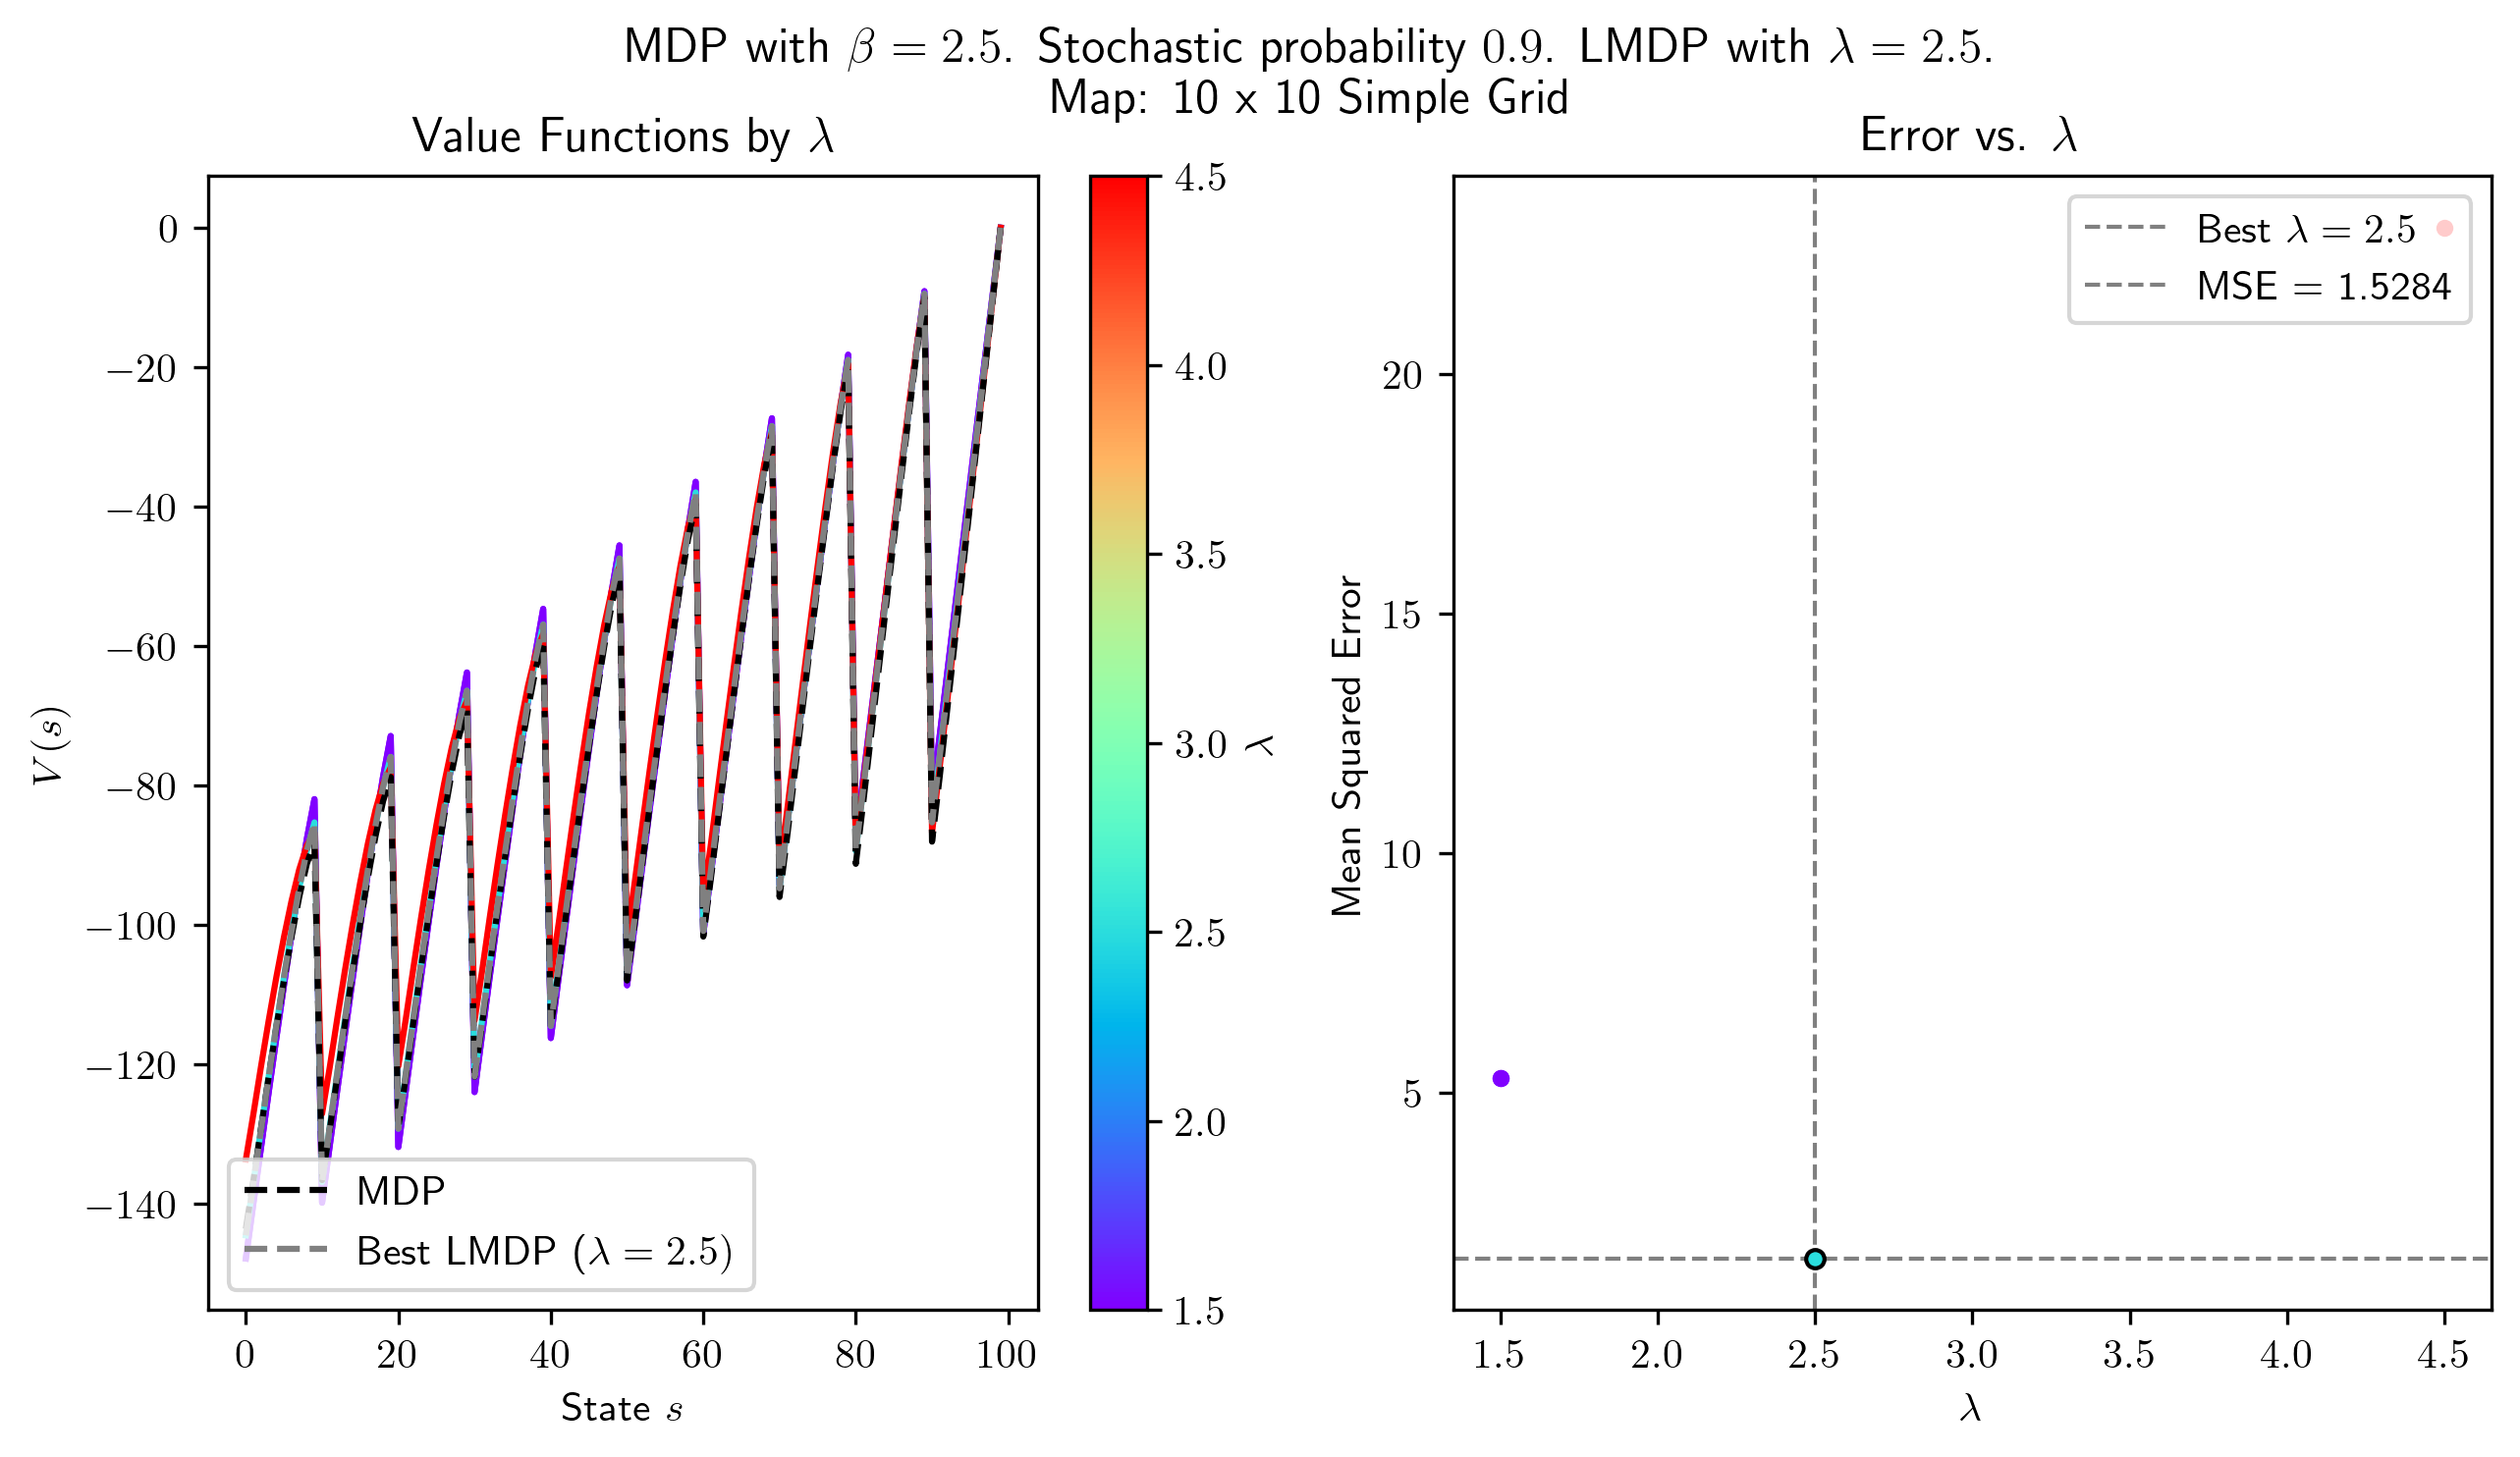 MDP with β = 2.5. Stochastic probability 0.9. LMDP with λ = 2.5.
Map: 10 x 10 Simple Grid
Value Functions by λ
0
−20
−40
−60
−80
−100
−120
−140
V(s)
MDP
Best LMDP (λ = 2.5)
0 20 40 60 80 100
State s
4.5
4.0
3.5
3.0
2.5
2.0
1.5
λ
Error vs. λ
Best λ = 2.5
MSE = 1.5284
20
15
10
5
Mean Squared Error
1.5 2.0 2.5 3.0 3.5 4.0 4.5
λ